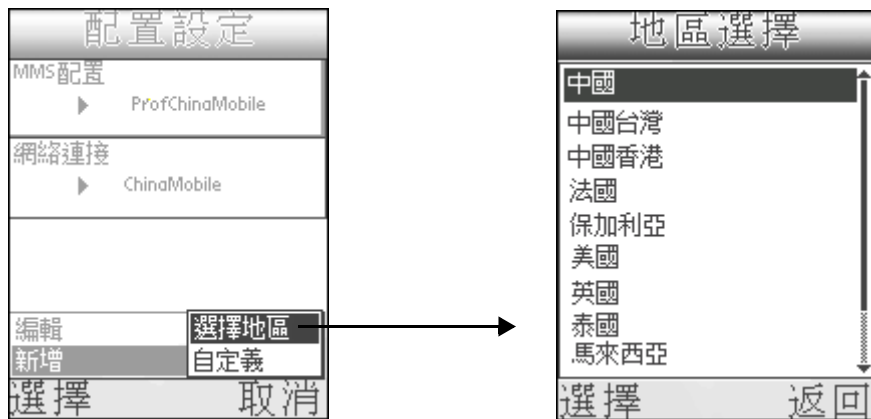 配置設定
MMS配置
ProfChinaMobile
網絡連接
ChinaMobile
編輯
新增
選擇地區
自定義
選擇 取消
地區選擇
中國
中國台灣
中國香港
法國
保加利亞
美國
英國
泰國
馬來西亞
選擇 返回